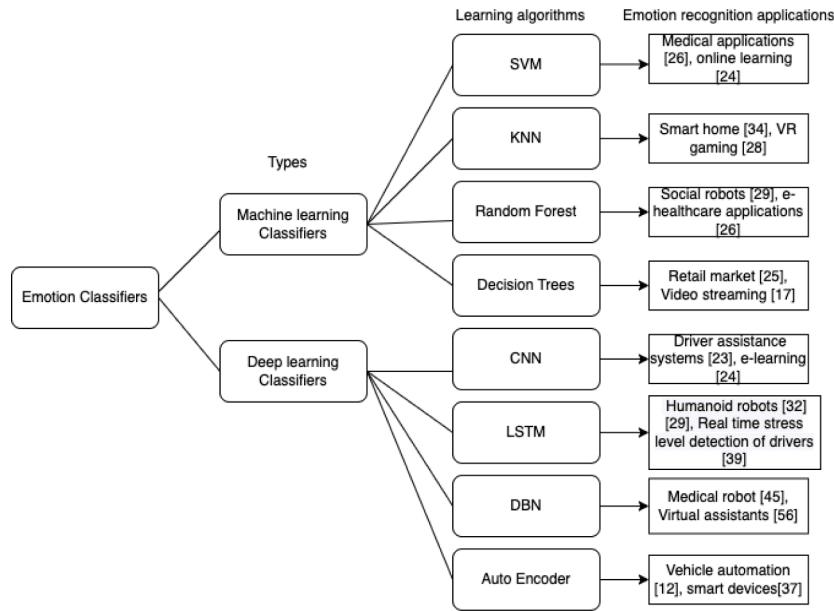 Learning algorithms
Emotion recognition applications
SVM
Medical applications
[26], online learning
[24]
KNN
Smart home [34], VR
gaming [28]
Types
Machine learning
Classifiers
Random Forest
Social robots [29], e-
healthcare applications
[26]
Emotion Classifiers
Decision Trees
Retail market [25],
Video streaming [17]
Deep learning
Classifiers
CNN
Driver assistance
systems [23], e-learning
[24]
LSTM
Humanoid robots [32]
[29], Real time stress
level detection of drivers
[39]
DBN
Medical robot [45],
Virtual assistants [56]
Auto Encoder
Vehicle automation
[12], smart devices[37]